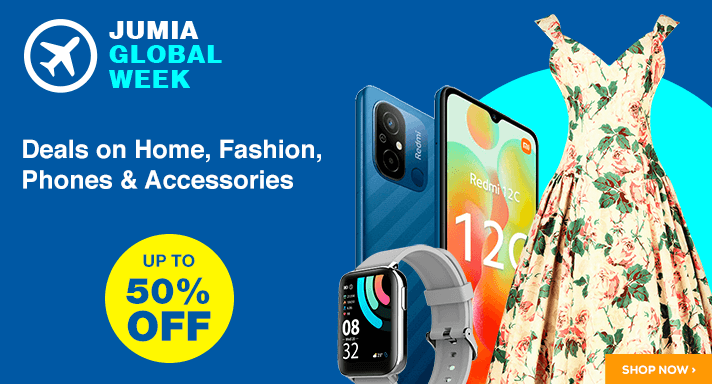 JUMIA
GLOBAL
WEEK
Deals on Home, Fashion,
Phones & Accessories
UP TO
50%
OFF
Redmi
Redmi 12C
12C
08
32
SHOP NOW ›